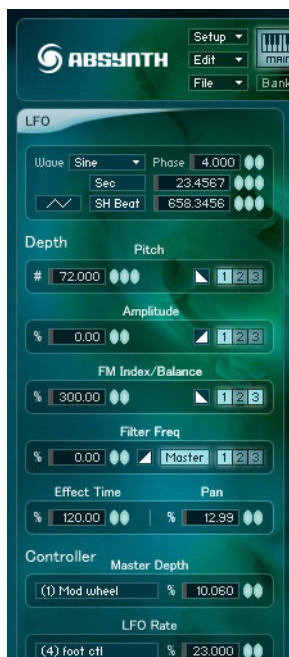 Setup
ABSYNTH
Edit
MAIN
File
Bank
LFO
Wave Sine Phase 4.000
Sec 23.4567
SH Beat 658.3456
Depth
Pitch
# 72.000 1 2 3
Amplitude
% 0.00 1 2 3
FM Index/Balance
% 300.00 1 2 3
Filter Freq
% 0.00 Master 1 2 3
Effect Time Pan
% 120.00 % 12.99
Controller
Master Depth
(1) Mod wheel % 10.060
LFO Rate
(4) foot ctl % 23.000